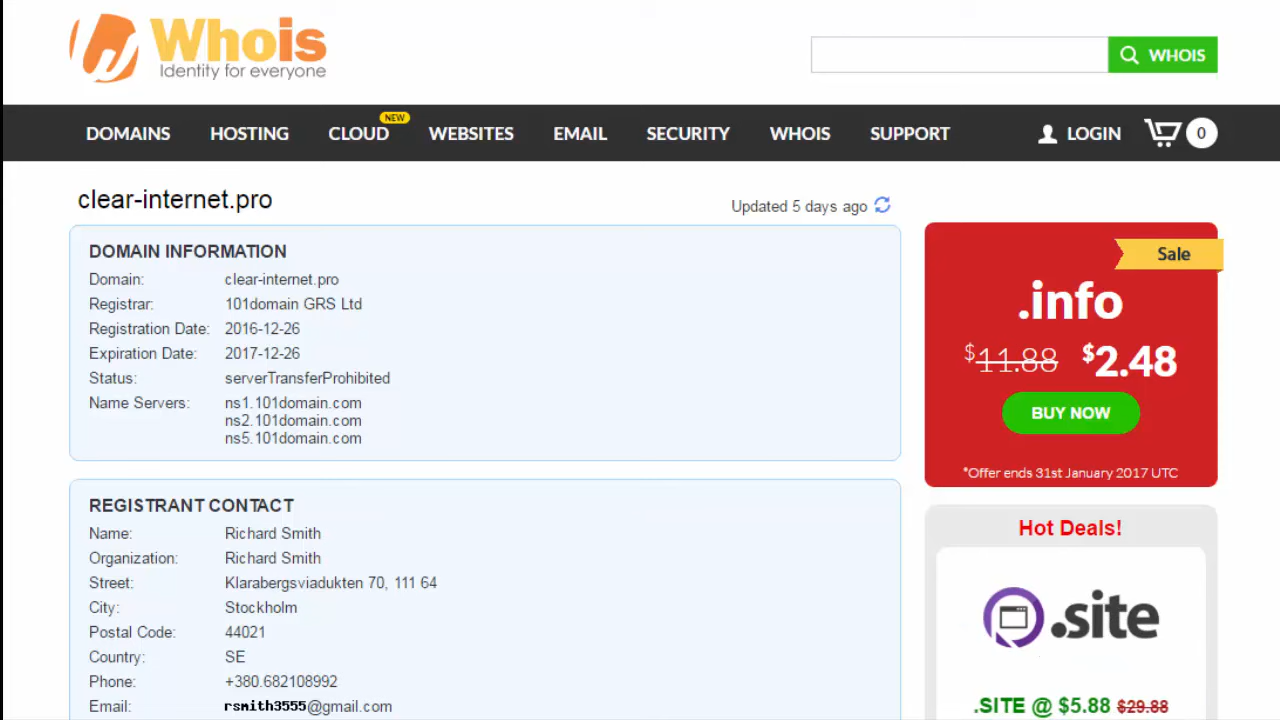 Whois
Identity for everyone
WHOIS
DOMAINS HOSTING CLOUD NEW WEBSITES EMAIL SECURITY WHOIS SUPPORT LOGIN 0
clear-internet.pro
Updated 5 days ago
DOMAIN INFORMATION
Domain: clear-internet.pro
Registrar: 101domain GRS Ltd
Registration Date: 2016-12-26
Expiration Date: 2017-12-26
Status: serverTransferProhibited
Name Servers: ns1.101domain.com
ns2.101domain.com
ns5.101domain.com
REGISTRANT CONTACT
Name: Richard Smith
Organization: Richard Smith
Street: Klarabergsviadukten 70, 111 64
City: Stockholm
Postal Code: 44021
Country: SE
Phone: +380.682108992
Email: rsmith3555@gmail.com
Sale
.info
$11.88 $2.48
BUY NOW
*Offer ends 31st January 2017 UTC
Hot Deals!
.site
.SITE @ $5.88 $29.88